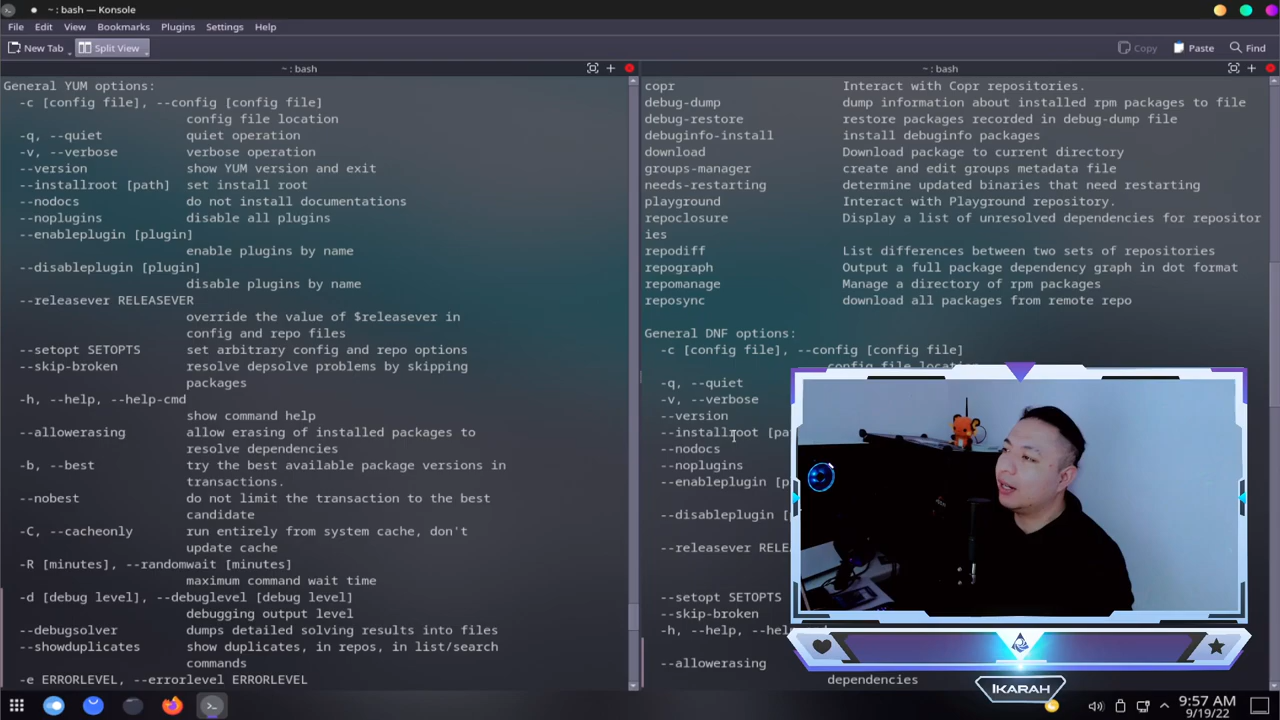 ~ : bash — Konsole
File Edit View Bookmarks Plugins Settings Help
New Tab Split View Copy Paste Find
~ : bash
General YUM options:
-c [config file], --config [config file]
config file location
-q, --quiet quiet operation
-v, --verbose verbose operation
--version show YUM version and exit
--installroot [path] set install root
--nodocs do not install documentations
--noplugins disable all plugins
--enableplugin [plugin]
enable plugins by name
--disableplugin [plugin]
disable plugins by name
--releasever RELEASEVER
override the value of $releasever in
config and repo files
--setopt SETOPTS set arbitrary config and repo options
--skip-broken resolve depsolve problems by skipping
packages
-h, --help, --help-cmd
show command help
--allowerasing allow erasing of installed packages to
resolve dependencies
-b, --best try the best available package versions in
transactions.
--nobest do not limit the transaction to the best
candidate
-C, --cacheonly run entirely from system cache, don't
update cache
-R [minutes], --randomwait [minutes]
maximum command wait time
-d [debug level], --debuglevel [debug level]
debugging output level
--debugsolver dumps detailed solving results into files
--showduplicates show duplicates, in repos, in list/search
commands
-e ERRORLEVEL, --errorlevel ERRORLEVEL
~ : bash
copr Interact with Copr repositories.
debug-dump dump information about installed rpm packages to file
debug-restore restore packages recorded in debug-dump file
debuginfo-install install debuginfo packages
download Download package to current directory
groups-manager create and edit groups metadata file
needs-restarting determine updated binaries that need restarting
playground Interact with Playground repository.
repoclosure Display a list of unresolved dependencies for repositor
ies
repodiff List differences between two sets of repositories
repograph Output a full package dependency graph in dot format
repomanage Manage a directory of rpm packages
reposync download all packages from remote repo
General DNF options:
-c [config file], --config [config file]
config file location
-q, --quiet
-v, --verbose
--version
--installroot [pa
--nodocs
--noplugins
--enableplugin [p
--disableplugin [
--releasever RELE
--setopt SETOPTS
--skip-broken
-h, --help, --hel
--allowerasing
dependencies
IKARAH
9:57 AM
9/19/22